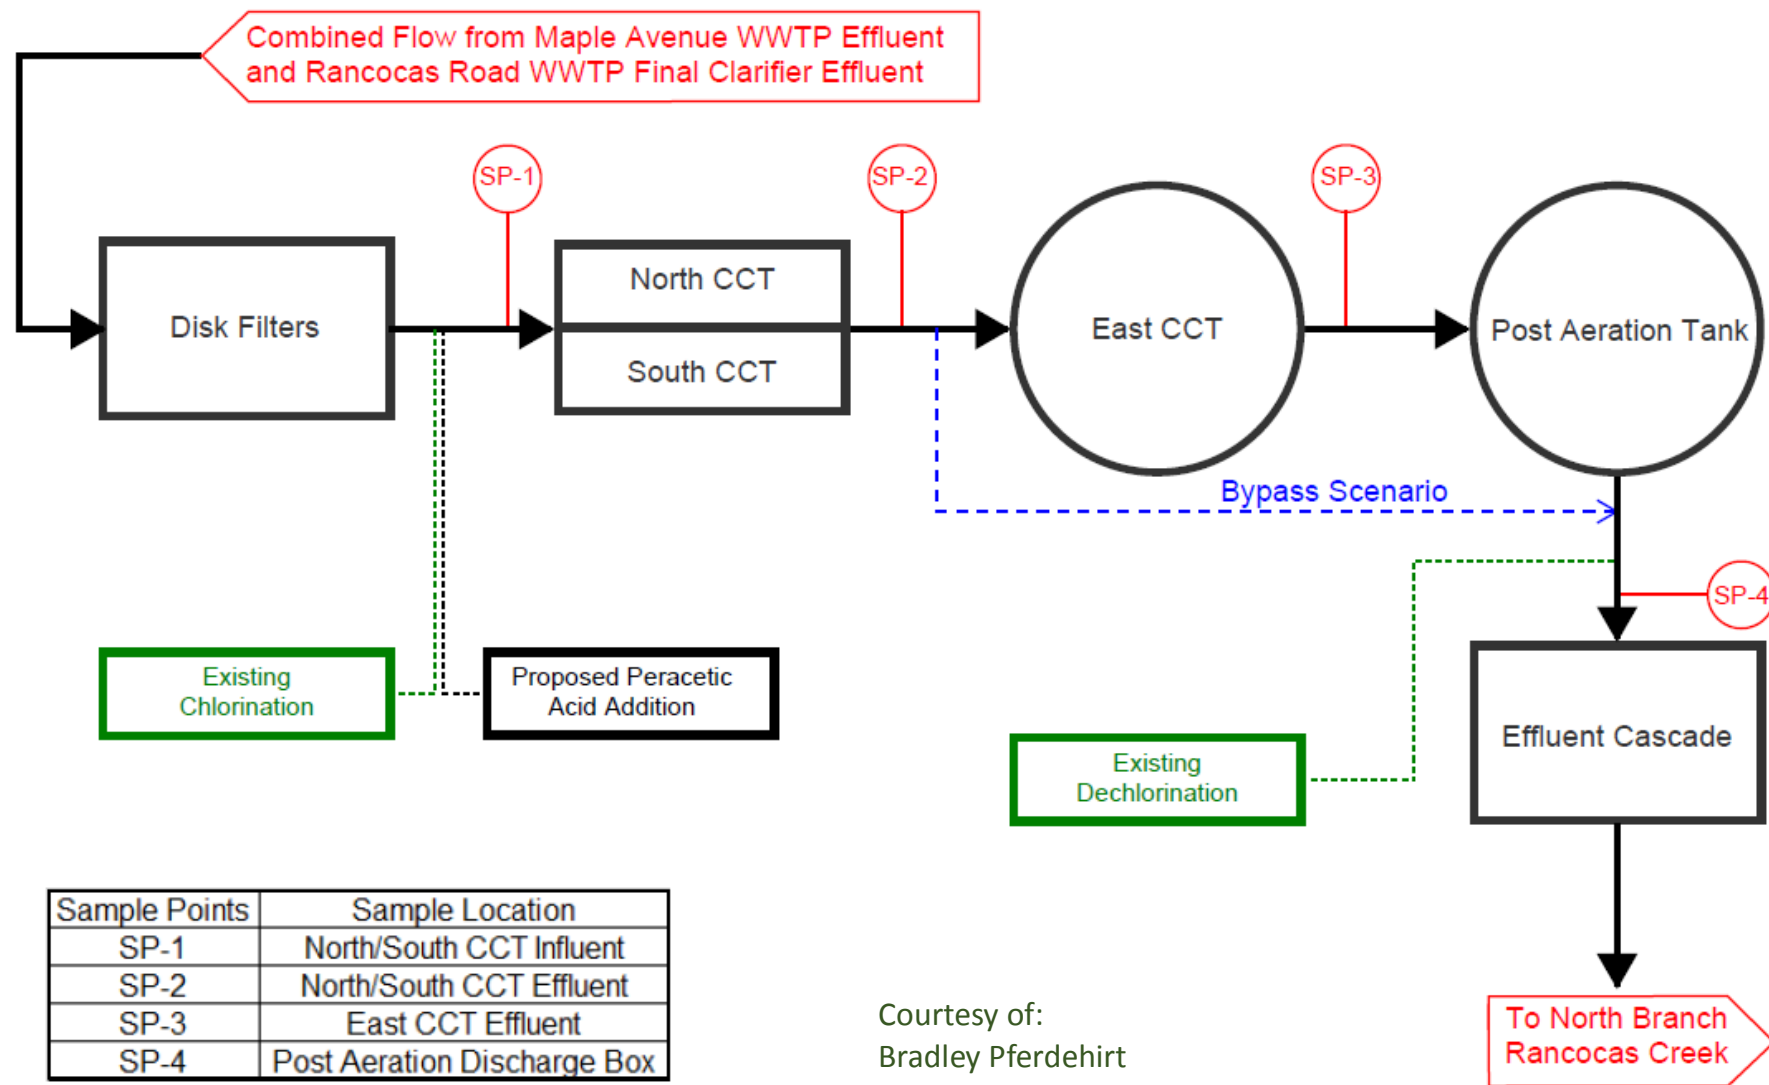 Combined Flow from Maple Avenue WWTP Effluent
and Rancocas Road WWTP Final Clarifier Effluent
SP-1
SP-2
SP-3
Disk Filters
North CCT
South CCT
East CCT
Post Aeration Tank
Bypass Scenario
SP-4
Existing
Chlorination
Proposed Peracetic
Acid Addition
Existing
Dechlorination
Effluent Cascade
Sample Points Sample Location
SP-1 North/South CCT Influent
SP-2 North/South CCT Effluent
SP-3 East CCT Effluent
SP-4 Post Aeration Discharge Box
Courtesy of:
Bradley Pferdehirt
To North Branch
Rancocas Creek